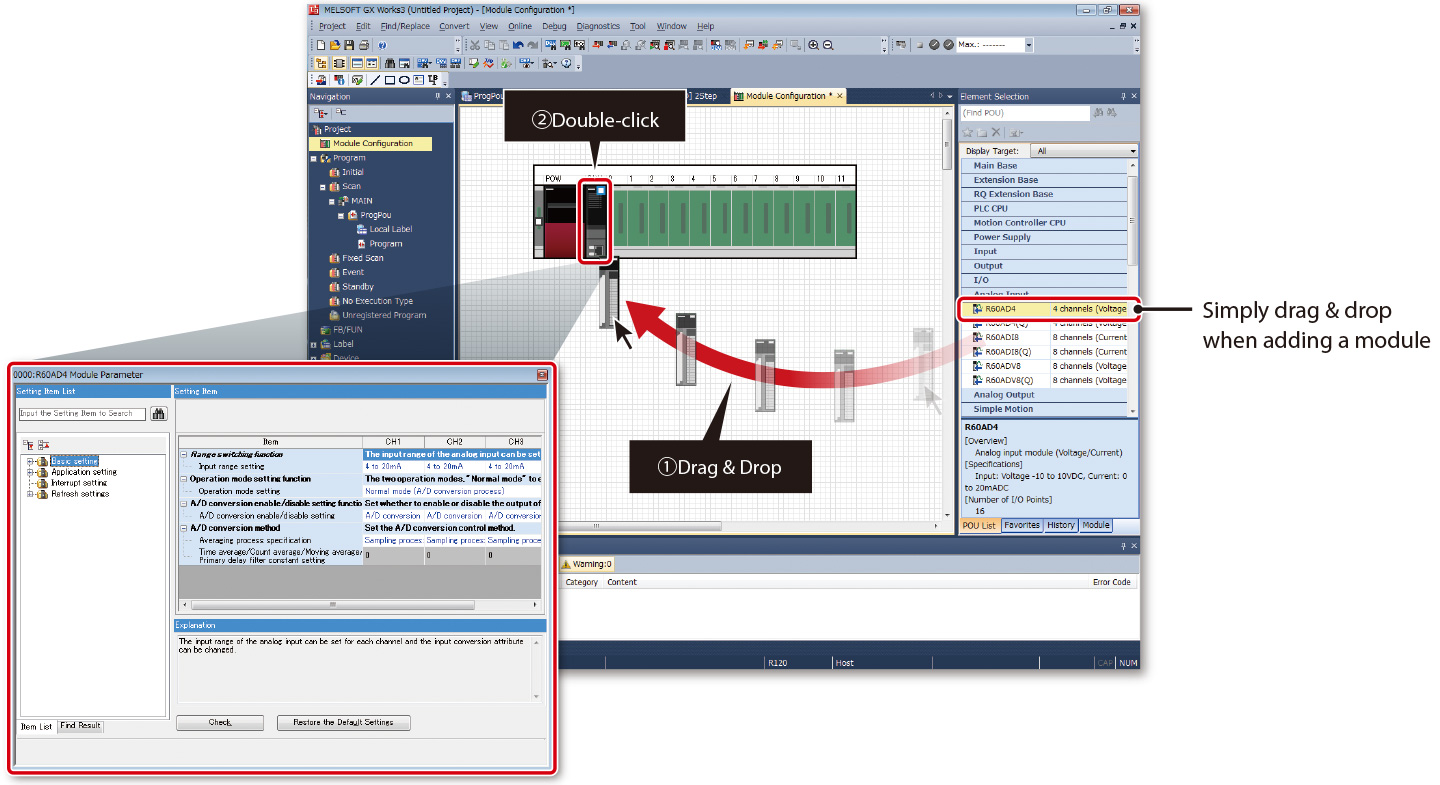 MELSOFT GX Works3 (Untitled Project) - [Module Configuration *]
Project Edit Find/Replace Convert View Online Debug Diagnostics Tool Window Help
Max.: -------
Navigation
ProgPou
] 2Step
Module Configuration *
Element Selection
②Double-click
(Find POU)
Display Target: All
Project
Module Configuration
Program
Initial
Scan
MAIN
ProgPou
Local Label
Program
Fixed Scan
Event
Standby
No Execution Type
Unregistered Program
FB/FUN
Label
Device
POW
1 2 3 4 5 6 7 8 9 10 11
Main Base
Extension Base
RQ Extension Base
PLC CPU
Motion Controller CPU
Power Supply
Input
Output
I/O
Analog Input
R60AD4 4 channels (Voltage
R60AD4(Q) 4 channels (Voltage
R60ADI8 8 channels (Current
R60ADI8(Q) 8 channels (Current
R60ADV8 8 channels (Voltage
R60ADV8(Q) 8 channels (Voltage
Analog Output
Simple Motion
Simply drag & drop
when adding a module
R60AD4
[Overview]
Analog input module (Voltage/Current)
[Specifications]
Input: Voltage -10 to 10VDC, Current: 0
to 20mADC
[Number of I/O Points]
16
POU List Favorites History Module
①Drag & Drop
Warning:0
Category Content Error Code
R120 Host CAP NUM
0000:R60AD4 Module Parameter
Setting Item List
Input the Setting Item to Search
Basic setting
Application setting
Interrupt setting
Refresh settings
Item List Find Result
Setting Item
Item CH1 CH2 CH3
Range switching function The input range of the analog input can be set
Input range setting 4 to 20mA 4 to 20mA 4 to 20mA
Operation mode setting function The two operation modes, "Normal mode" to e
Operation mode setting Normal mode (A/D conversion process)
A/D conversion enable/disable setting functio Set whether to enable or disable the output of
A/D conversion enable/disable setting A/D conversion A/D conversion A/D conversion
A/D conversion method Set the A/D conversion control method.
Averaging process specification Sampling proces: Sampling proces: Sampling proce
Time average/Count average/Moving average/
Primary delay filter constant setting 0 0 0
Explanation
The input range of the analog input can be set for each channel and the input conversion attribute
can be changed.
Check
Restore the Default Settings